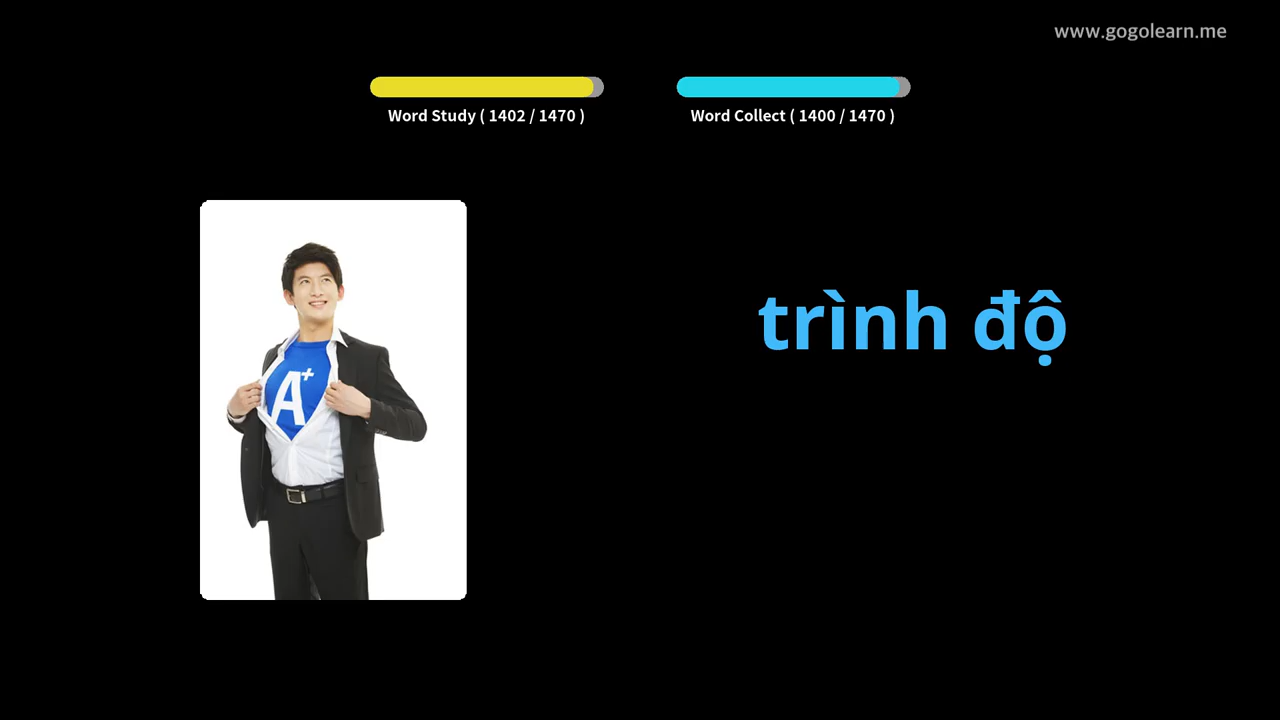 www.gogolearn.me
Word Study ( 1402 / 1470 )
Word Collect ( 1400 / 1470 )
trình độ
A+